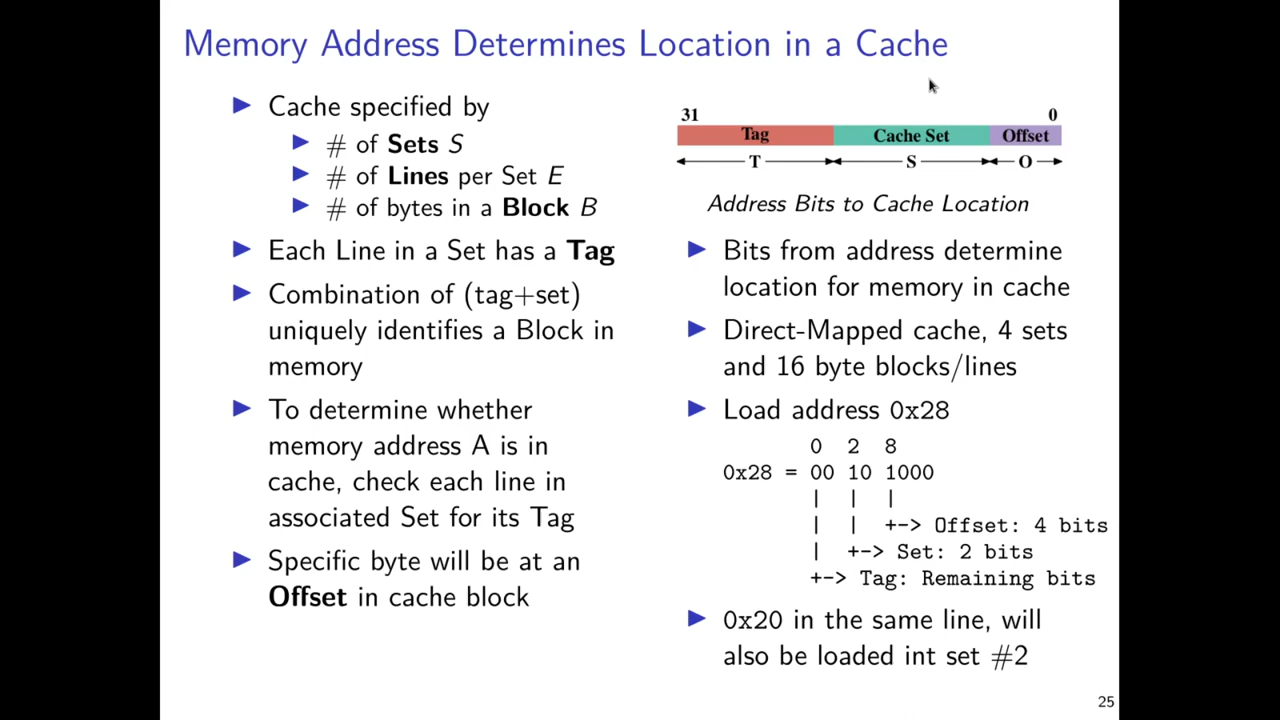 Memory Address Determines Location in a Cache
▶ Cache specified by
▶ # of Sets S
▶ # of Lines per Set E
▶ # of bytes in a Block B
▶ Each Line in a Set has a Tag
▶ Combination of (tag+set)
uniquely identifies a Block in
memory
▶ To determine whether
memory address A is in
cache, check each line in
associated Set for its Tag
▶ Specific byte will be at an
Offset in cache block
31 0
Tag Cache Set Offset
T S O
Address Bits to Cache Location
▶ Bits from address determine
location for memory in cache
▶ Direct-Mapped cache, 4 sets
and 16 byte blocks/lines
▶ Load address 0x28
0 2 8
0x28 = 00 10 1000
| | |
| | +-> Offset: 4 bits
| +-> Set: 2 bits
+-> Tag: Remaining bits
▶ 0x20 in the same line, will
also be loaded int set #2
25